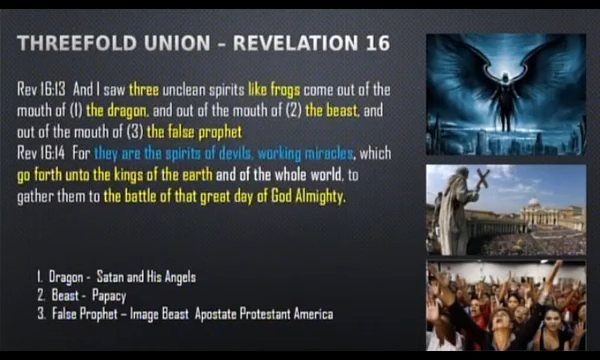 THREEFOLD UNION – REVELATION 16
Rev 16:13 And I saw three unclean spirits like frogs come out of the
mouth of (1) the dragon, and out of the mouth of (2) the beast, and
out of the mouth of (3) the false prophet
Rev 16:14 For they are the spirits of devils, working miracles, which
go forth unto the kings of the earth and of the whole world, to
gather them to the battle of that great day of God Almighty.
1. Dragon - Satan and His Angels
2. Beast - Papacy
3. False Prophet – Image Beast Apostate Protestant America